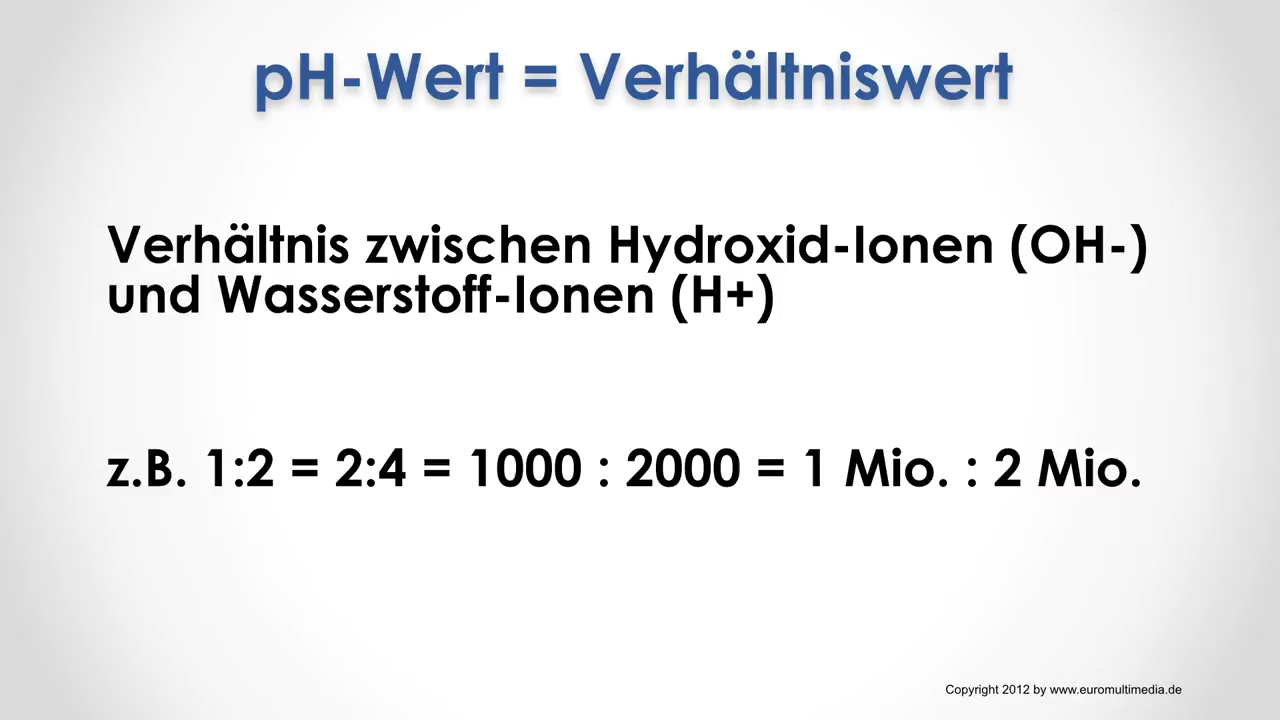 pH-Wert = Verhältniswert
Verhältnis zwischen Hydroxid-Ionen (OH-)
und Wasserstoff-Ionen (H+)
z.B. 1:2 = 2:4 = 1000 : 2000 = 1 Mio. : 2 Mio.
Copyright 2012 by www.euromultimedia.de